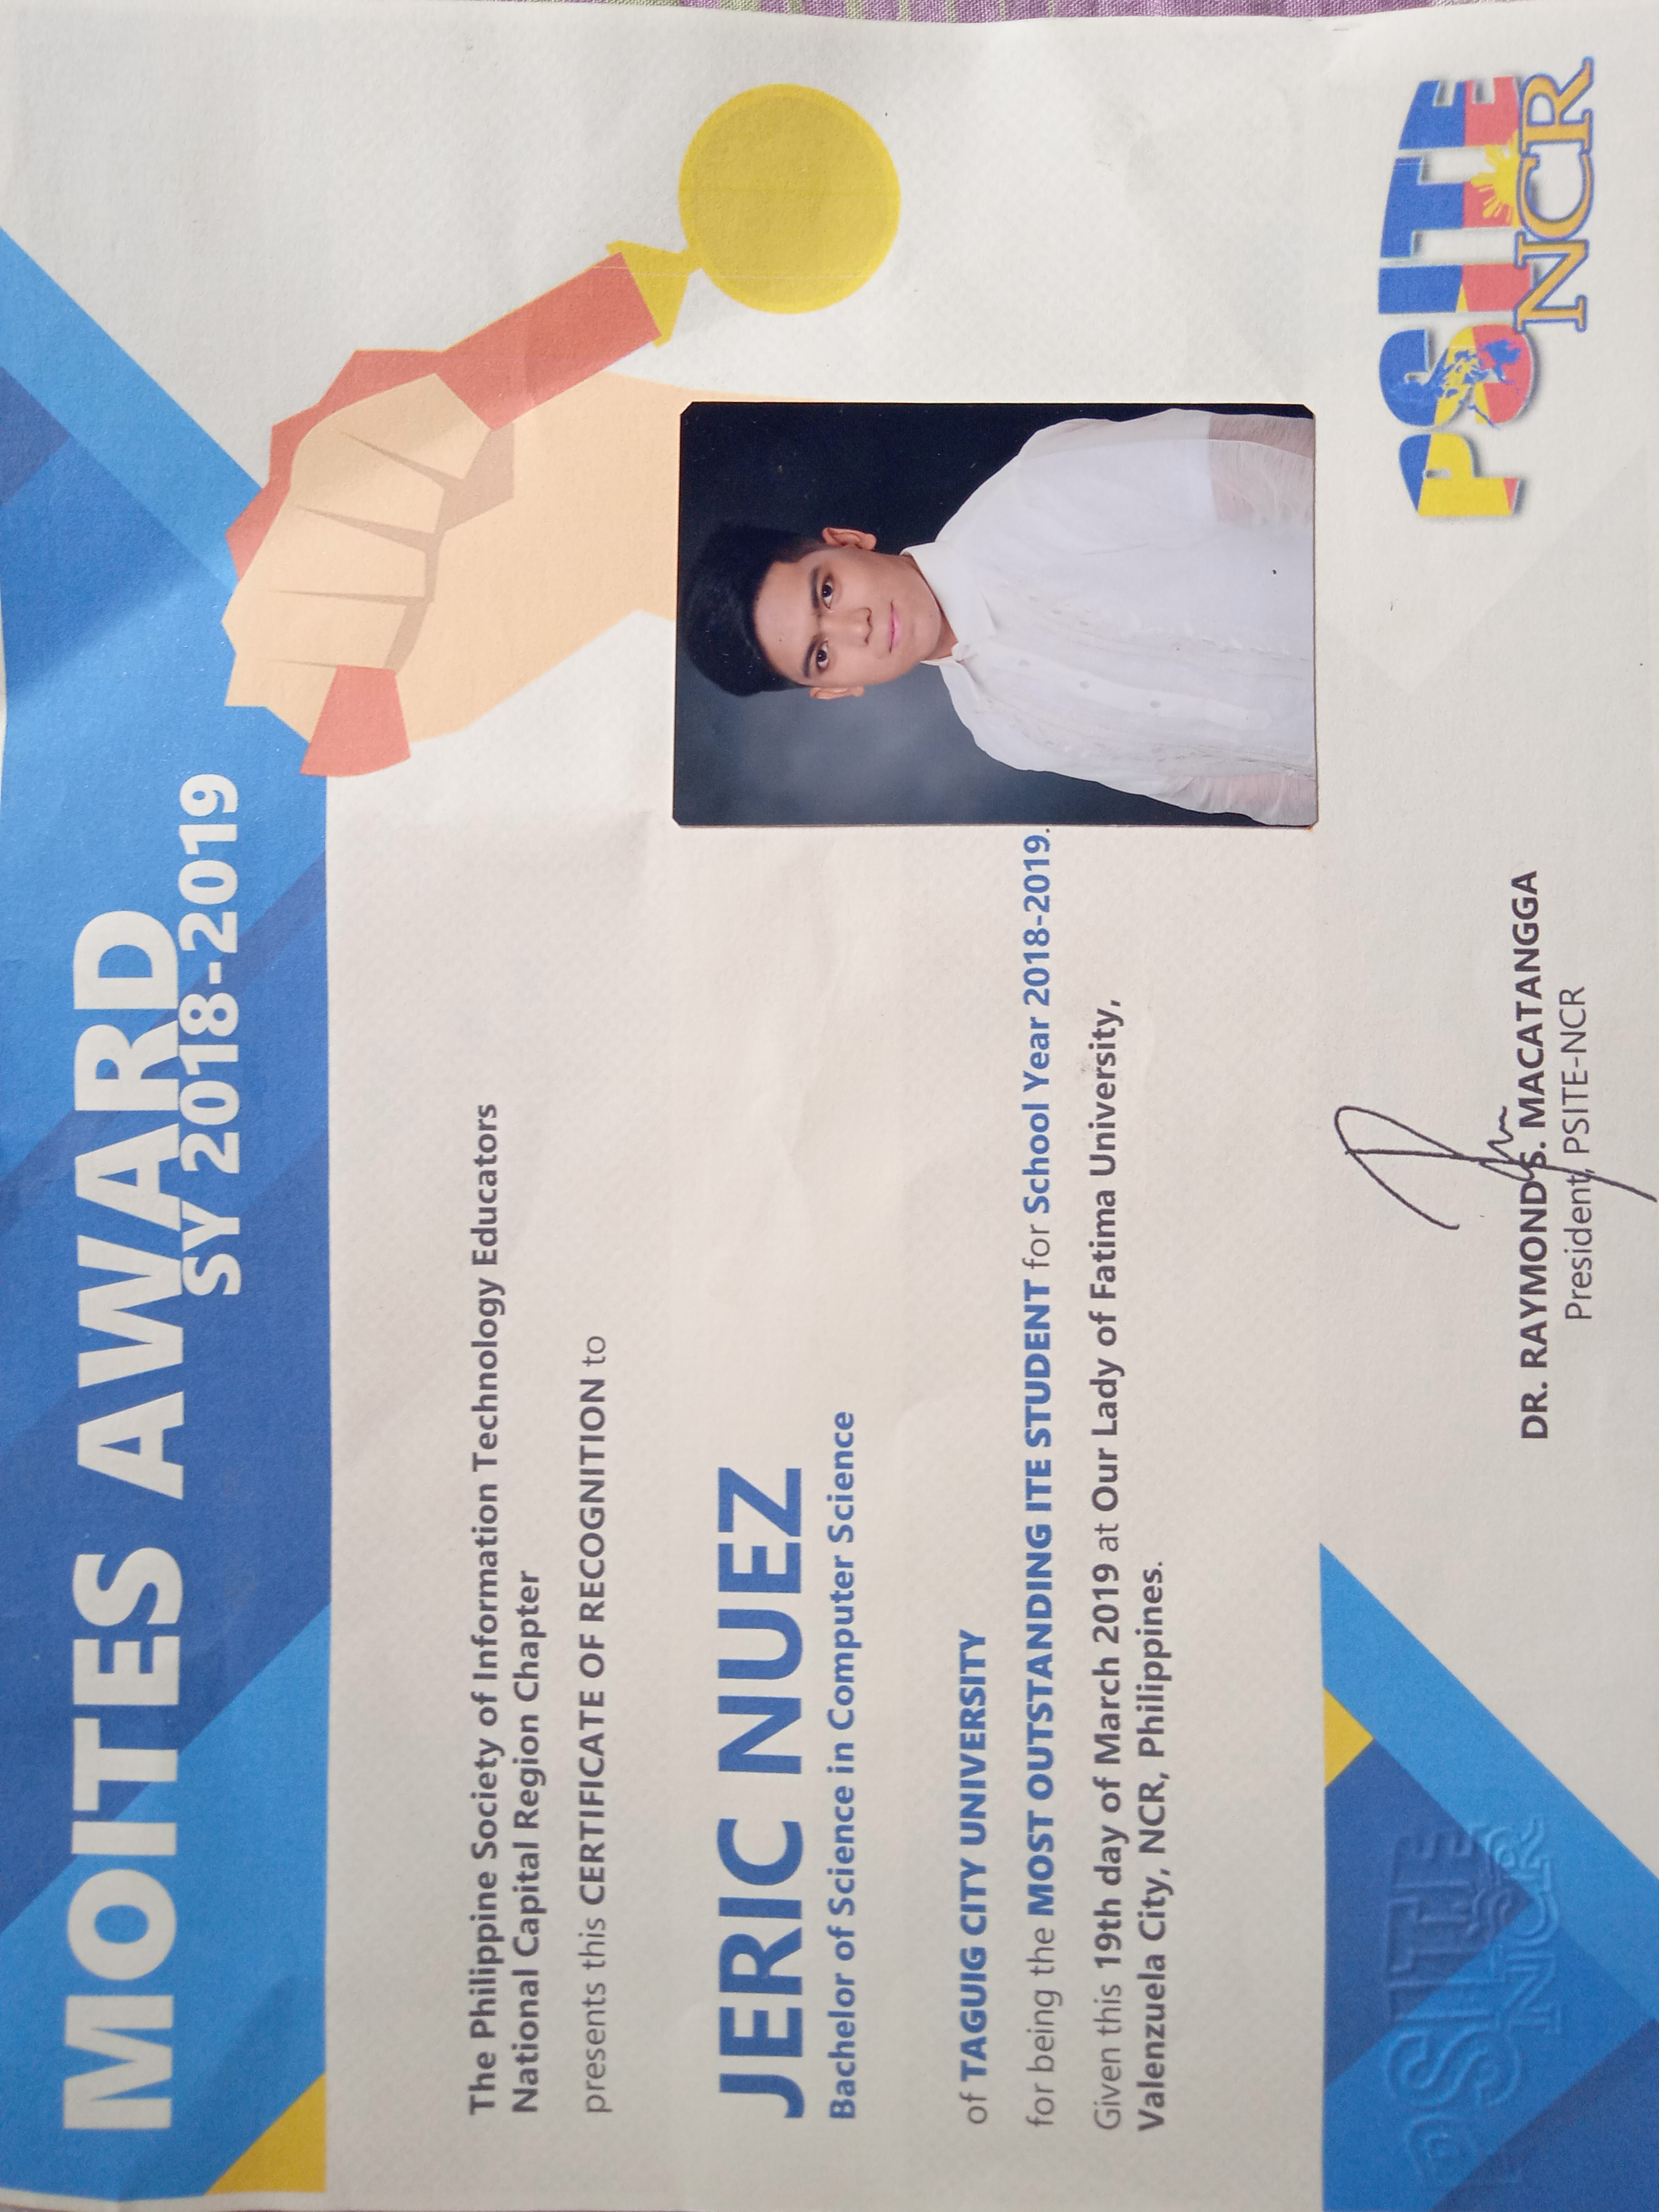 MOITES AWARD
SY 2018-2019
The Philippine Society of Information Technology Educators
National Capital Region Chapter
presents this CERTIFICATE OF RECOGNITION to
JERIC NUEZ
Bachelor of Science in Computer Science
of TAGUIG CITY UNIVERSITY
for being the MOST OUTSTANDING ITE STUDENT for School Year 2018-2019.
Given this 19th day of March 2019 at Our Lady of Fatima University,
Valenzuela City, NCR, Philippines.
PSITE
NCR
DR. RAYMOND S. MACATANGGA
President, PSITE-NCR
PSITE
NCR